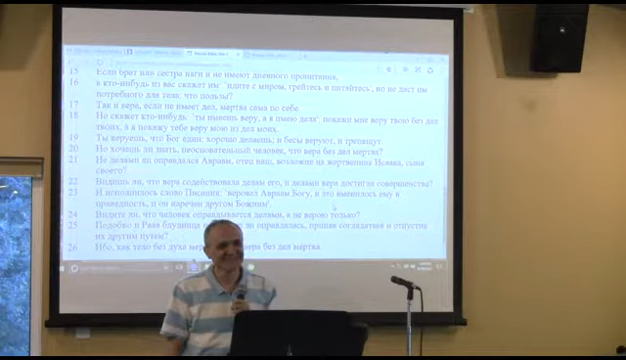 15 Если брат или сестра наги и не имеют дневного пропитания,
16 а кто-нибудь из вас скажет им: 'идите с миром, грейтесь и питайтесь', но не даст им
потребного для тела: что пользы?
17 Так и вера, если не имеет дел, мертва сама по себе.
18 Но скажет кто-нибудь: 'ты имеешь веру, а я имею дела': покажи мне веру твою без дел
твоих, а я покажу тебе веру мою из дел моих.
19 Ты веруешь, что Бог един: хорошо делаешь; и бесы веруют, и трепещут.
20 Но хочешь ли знать, неосновательный человек, что вера без дел мертва?
21 Не делами ли оправдался Авраам, отец наш, возложив на жертвенник Исаака, сына
своего?
22 Видишь ли, что вера содействовала делам его, и делами вера достигла совершенства?
23 И исполнилось слово Писания: 'веровал Авраам Богу, и это вменилось ему в
праведность, и он наречен другом Божиим'.
24 Видите ли, что человек оправдывается делами, а не верою только?
25 Подобно и Раав блудница не ли оправдалась, приняв соглядатаев и отпустив
их другим путем?
26 Ибо, как тело без духа вера без дел мертва.